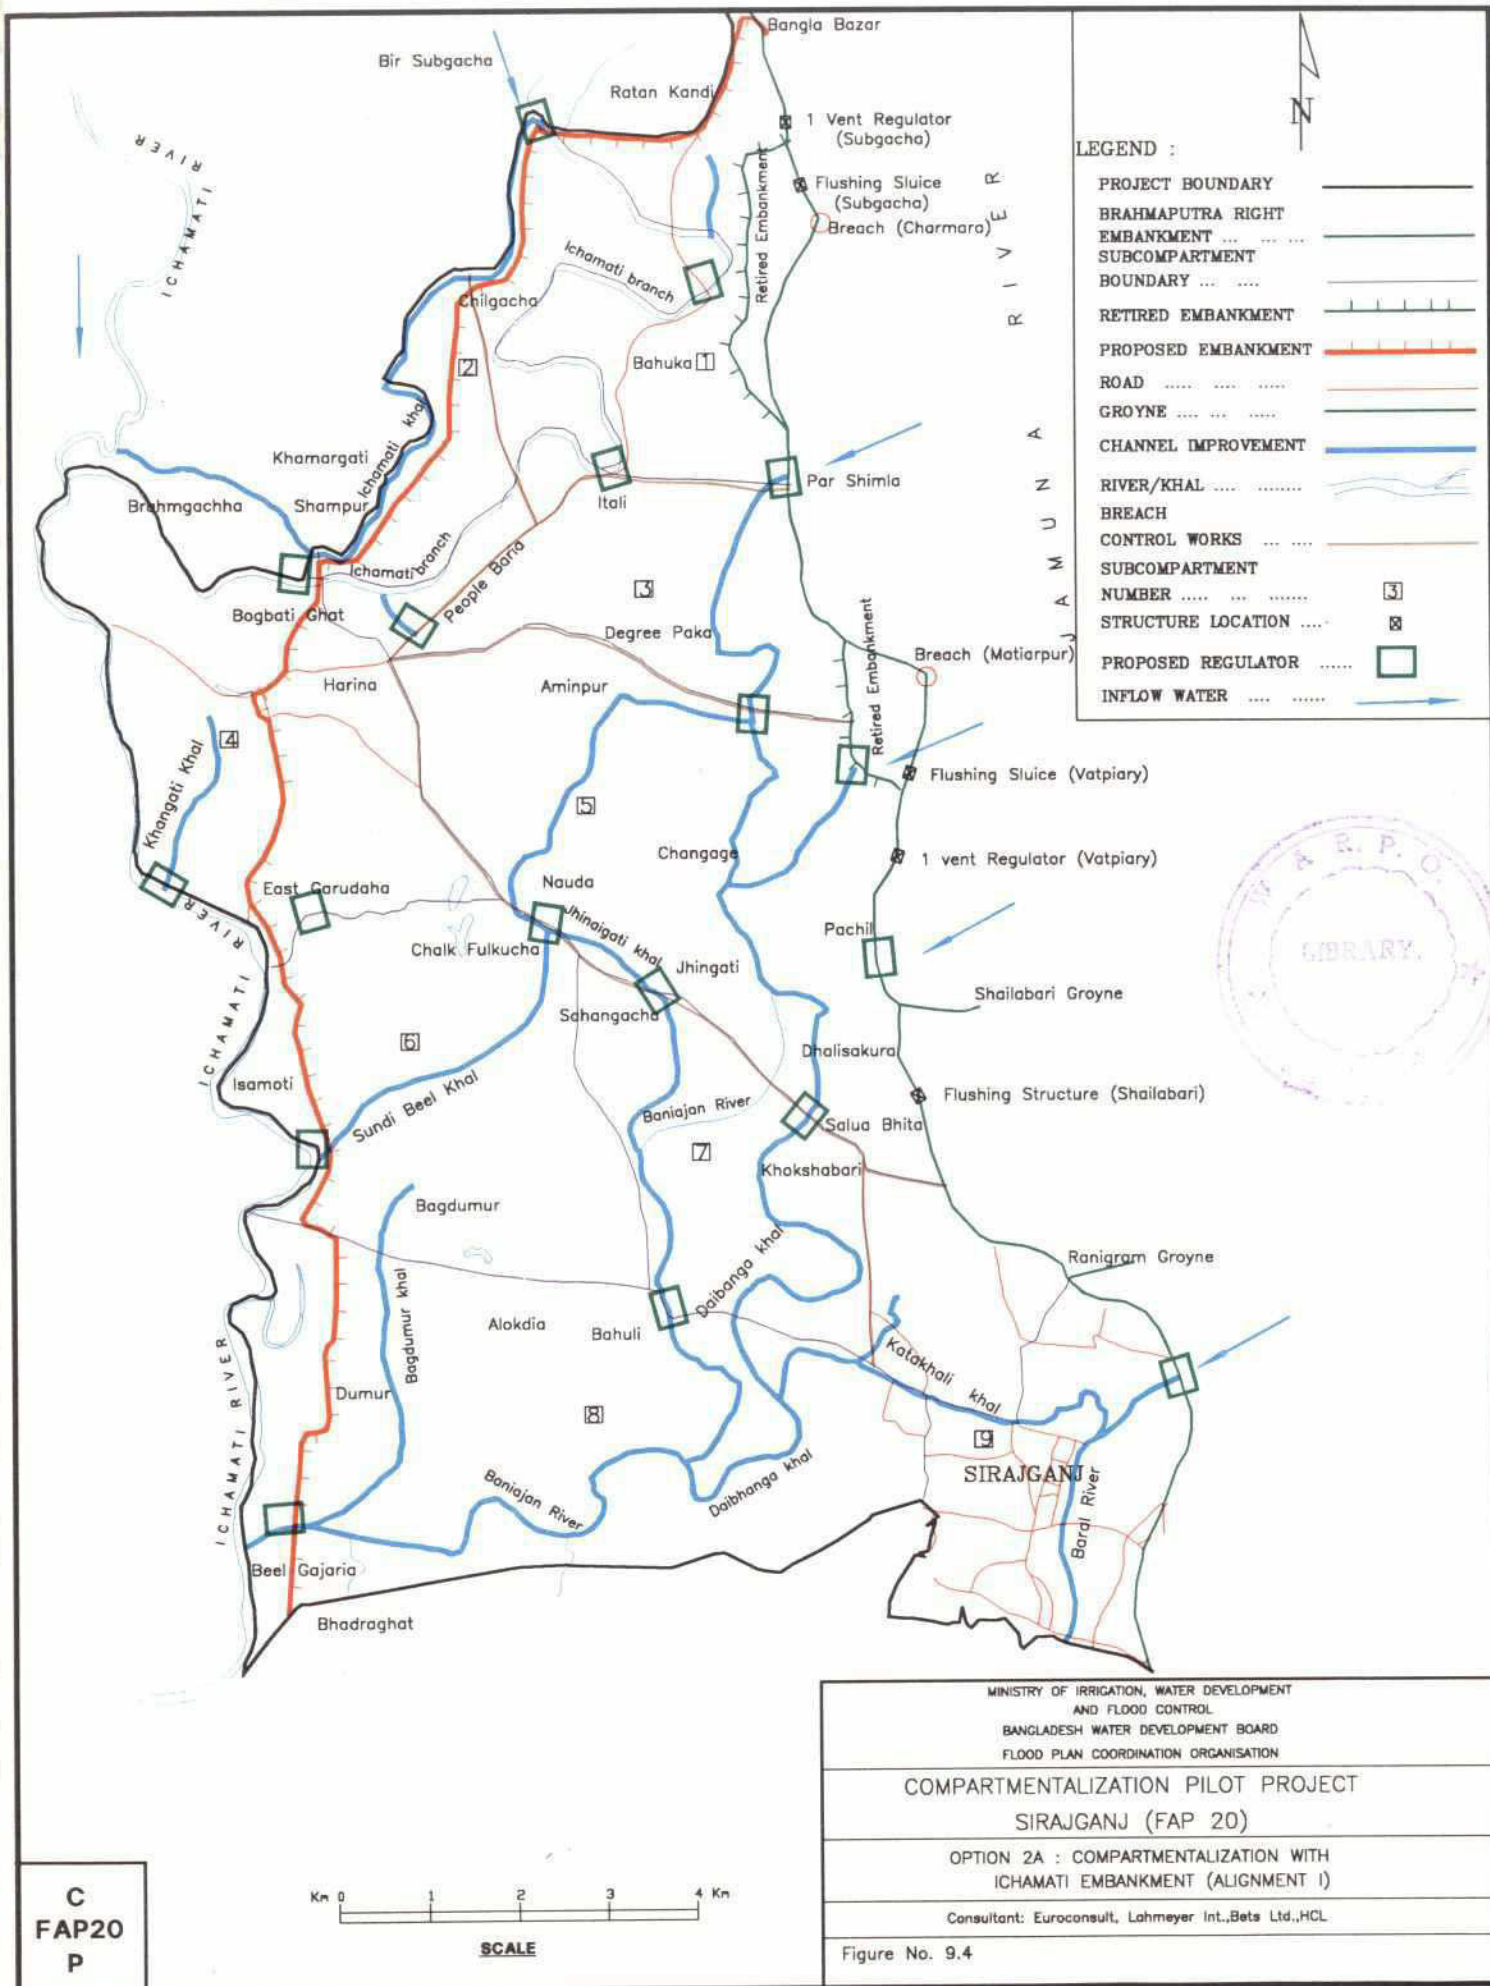 Bangla Bazar
Bir Subgacha
Ratan Kandi
1 Vent Regulator
(Subgacha)
Flushing Sluice
(Subgacha)
Breach (Charmara)
Retired Embankment
ICHAMATI RIVER
Ichamati branch
Chilgacha
2
Bahuka 1
Ichamati khal
Khamargati
Brahmgachha
Shampur
Itali
Par Shimla
JAMUNA RIVER
Ichamati branch
People Baria
3
Bogbati Ghat
Degree Paka
Retired Embankment
Breach (Matiarpur)
Harina
Aminpur
4
Khangati Khal
5
Flushing Sluice (Vatpiary)
Changage
1 vent Regulator (Vatpiary)
East Garudaha
Nauda
Jhinaigati khal
Chalk Fulkucha
Pachil
ICHAMATI RIVER
Jhingati
Shailabari Groyne
Sahangacha
6
Dhalisakura
Isamoti
Sundi Beel Khal
Flushing Structure (Shailabari)
Baniajan River
Salua Bhita
7
Khokshabari
Bagdumur
Daibanga khal
Ranigram Groyne
Bagdumur khal
Alokdia
Bahuli
Katakhali khal
ICHAMATI RIVER
Dumur
8
9
SIRAJGANJ
Baniajan River
Daibhanga khal
Baral River
Beel Gajaria
Bhadraghat
N
LEGEND :
PROJECT BOUNDARY
BRAHMAPUTRA RIGHT
EMBANKMENT ... ... ...
SUBCOMPARTMENT
BOUNDARY ... ....
RETIRED EMBANKMENT
PROPOSED EMBANKMENT
ROAD ..... .... .....
GROYNE .... ... .....
CHANNEL IMPROVEMENT
RIVER/KHAL .... ........
BREACH
CONTROL WORKS ... ....
SUBCOMPARTMENT
NUMBER ..... ... ....... 3
STRUCTURE LOCATION ....
PROPOSED REGULATOR ......
INFLOW WATER .... ......
W. A. R. P. O.
LIBRARY.
MINISTRY OF IRRIGATION, WATER DEVELOPMENT
AND FLOOD CONTROL
BANGLADESH WATER DEVELOPMENT BOARD
FLOOD PLAN COORDINATION ORGANISATION
COMPARTMENTALIZATION PILOT PROJECT
SIRAJGANJ (FAP 20)
OPTION 2A : COMPARTMENTALIZATION WITH
ICHAMATI EMBANKMENT (ALIGNMENT I)
Consultant: Euroconsult, Lahmeyer Int.,Bets Ltd.,HCL
Figure No. 9.4
C
FAP20
P
Km 0 1 2 3 4 Km
SCALE